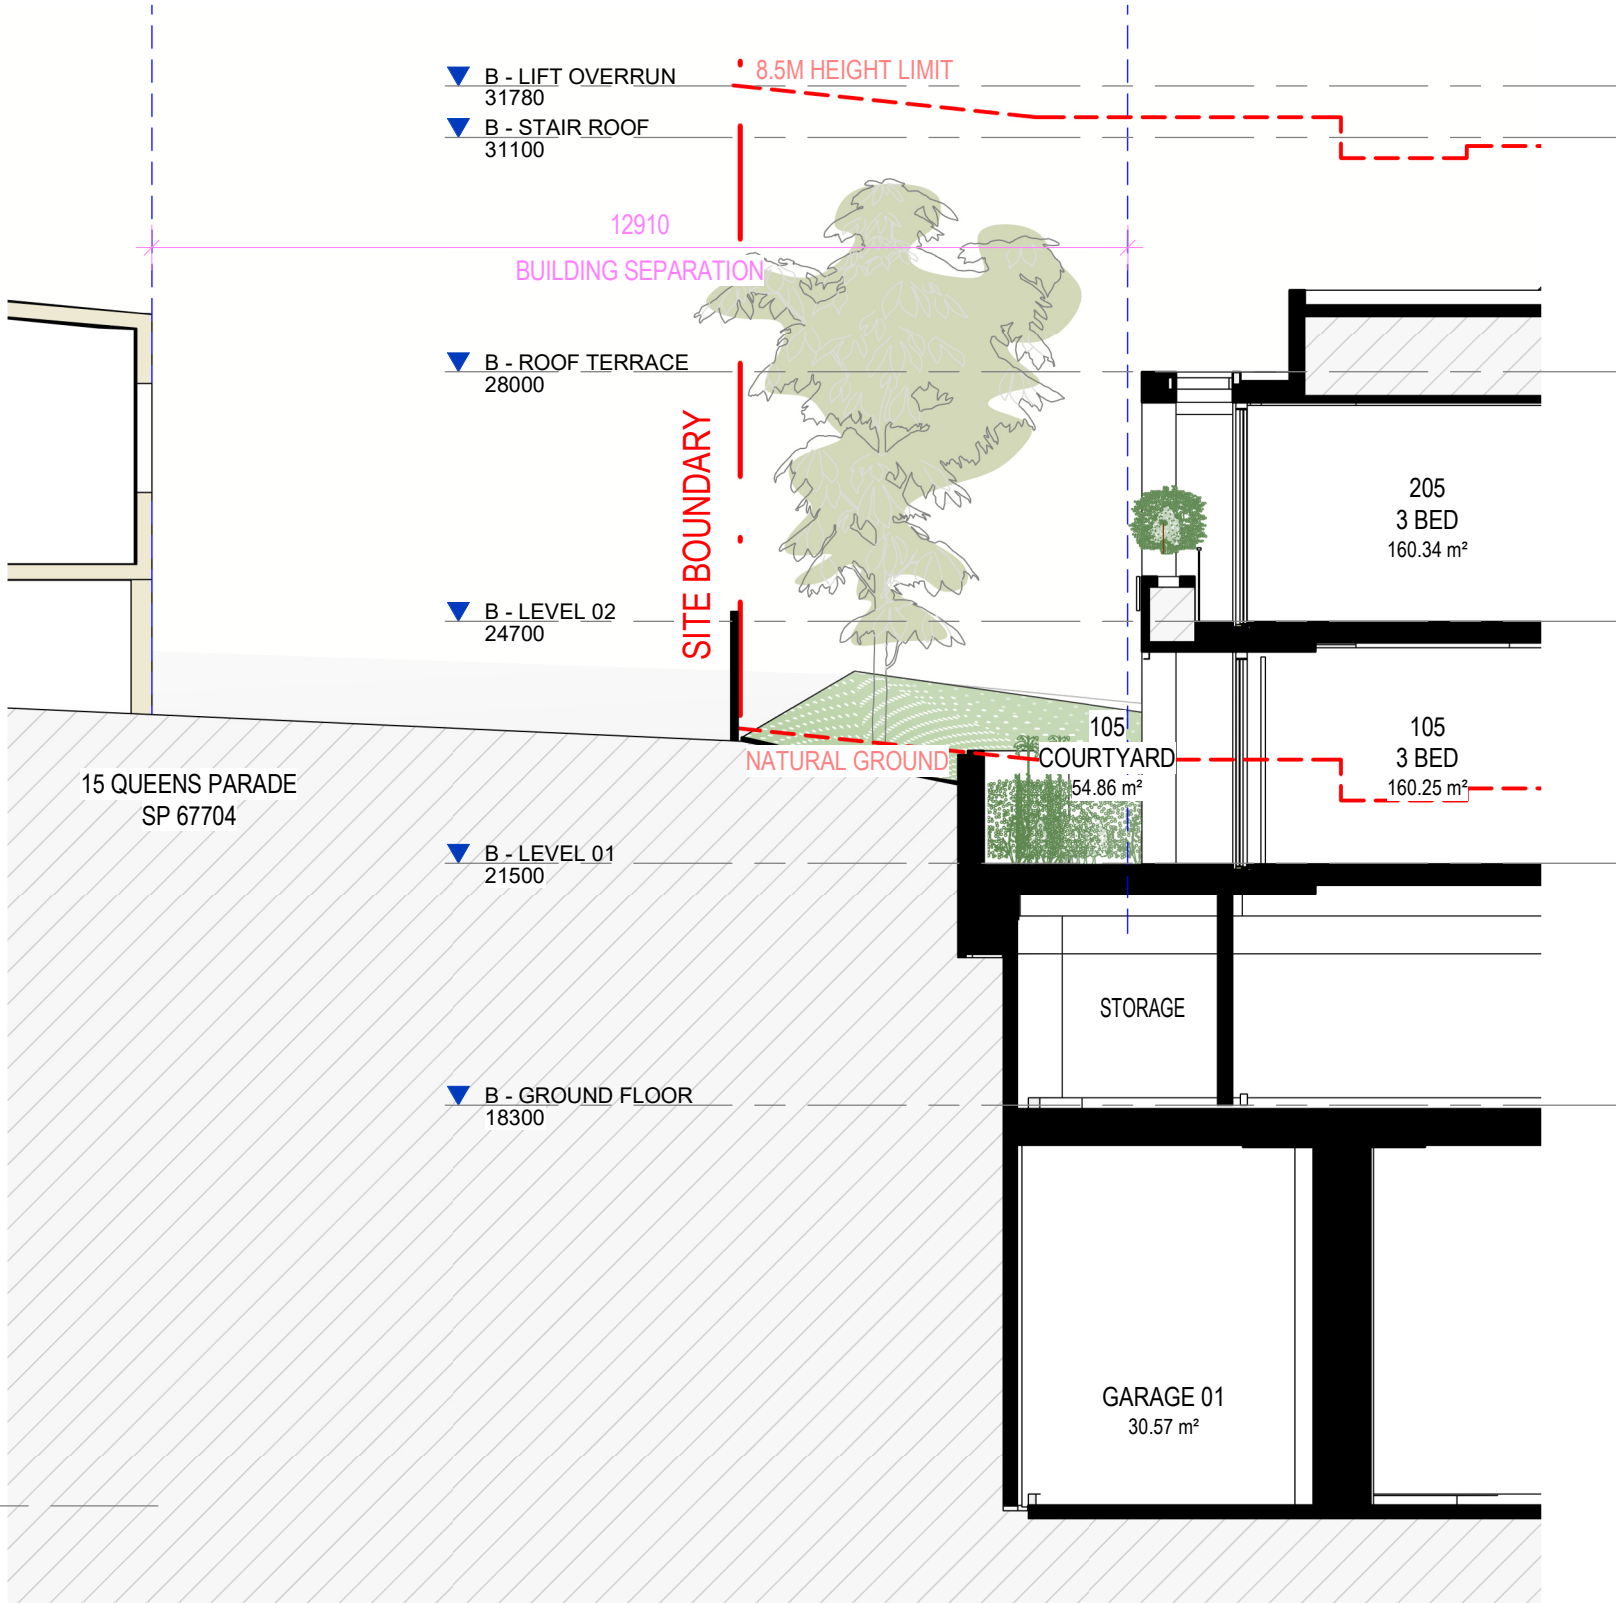 B - LIFT OVERRUN
31780
8.5M HEIGHT LIMIT
B - STAIR ROOF
31100
12910
BUILDING SEPARATION
B - ROOF TERRACE
28000
SITE BOUNDARY
205
3 BED
160.34 m²
B - LEVEL 02
24700
105
COURTYARD
54.86 m²
105
3 BED
160.25 m²
NATURAL GROUND
15 QUEENS PARADE
SP 67704
B - LEVEL 01
21500
STORAGE
B - GROUND FLOOR
18300
GARAGE 01
30.57 m²